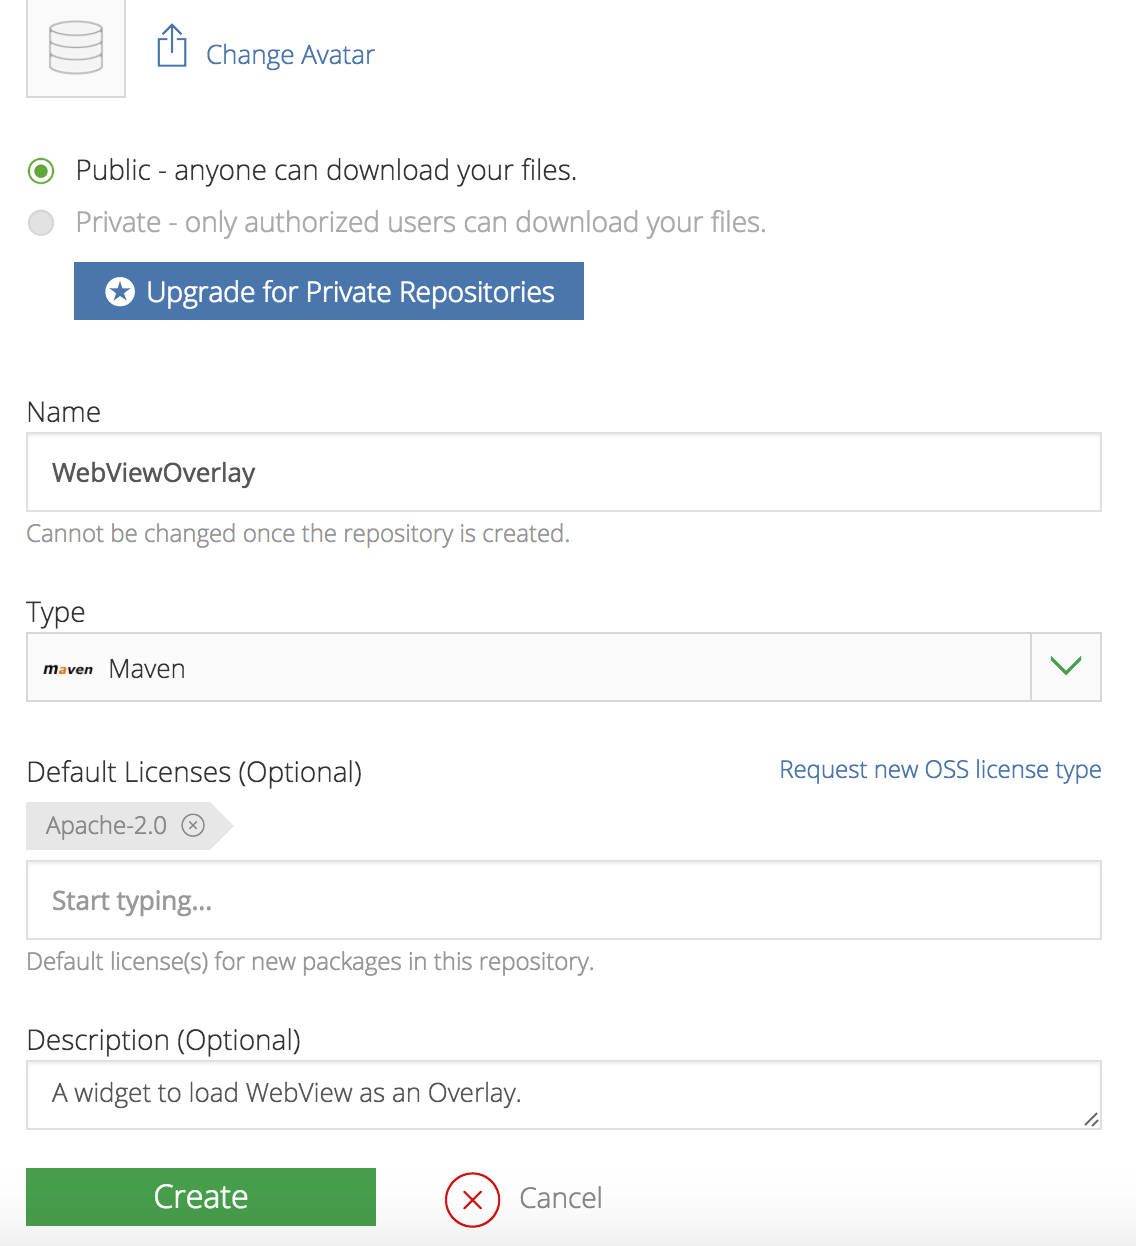 Change Avatar
Public - anyone can download your files.
Private - only authorized users can download your files.
Upgrade for Private Repositories
Name
WebViewOverlay
Cannot be changed once the repository is created.
Type
maven Maven
Default Licenses (Optional)
Request new OSS license type
Apache-2.0
Start typing...
Default license(s) for new packages in this repository.
Description (Optional)
A widget to load WebView as an Overlay.
Create
Cancel